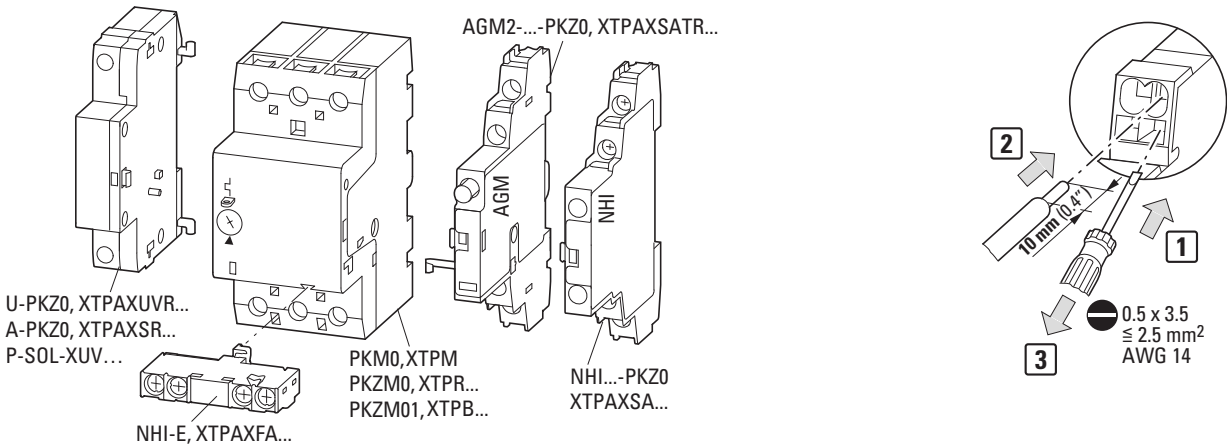 AGM2-...-PKZ0, XTPAXSATR...
AGM
NHI
U-PKZ0, XTPAXUVR...
A-PKZ0, XTPAXSR...
P-SOL-XUV...
PKM0,XTPM
PKZM0, XTPR...
PKZM01, XTPB...
NHI...-PKZ0
XTPAXSA...
NHI-E, XTPAXFA...
2
10 mm (0.4")
1
3
0.5 x 3.5
≦ 2.5 mm²
AWG 14